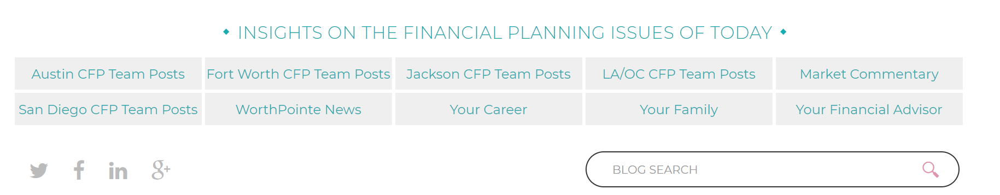 INSIGHTS ON THE FINANCIAL PLANNING ISSUES OF TODAY
Austin CFP Team Posts Fort Worth CFP Team Posts Jackson CFP Team Posts LA/OC CFP Team Posts Market Commentary
San Diego CFP Team Posts WorthPointe News Your Career Your Family Your Financial Advisor
BLOG SEARCH